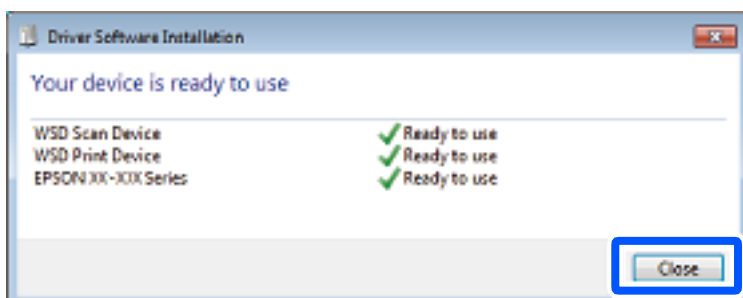 Driver Software Installation
Your device is ready to use
WSD Scan Device Ready to use
WSD Print Device Ready to use
EPSON XX-XXX Series Ready to use
Close